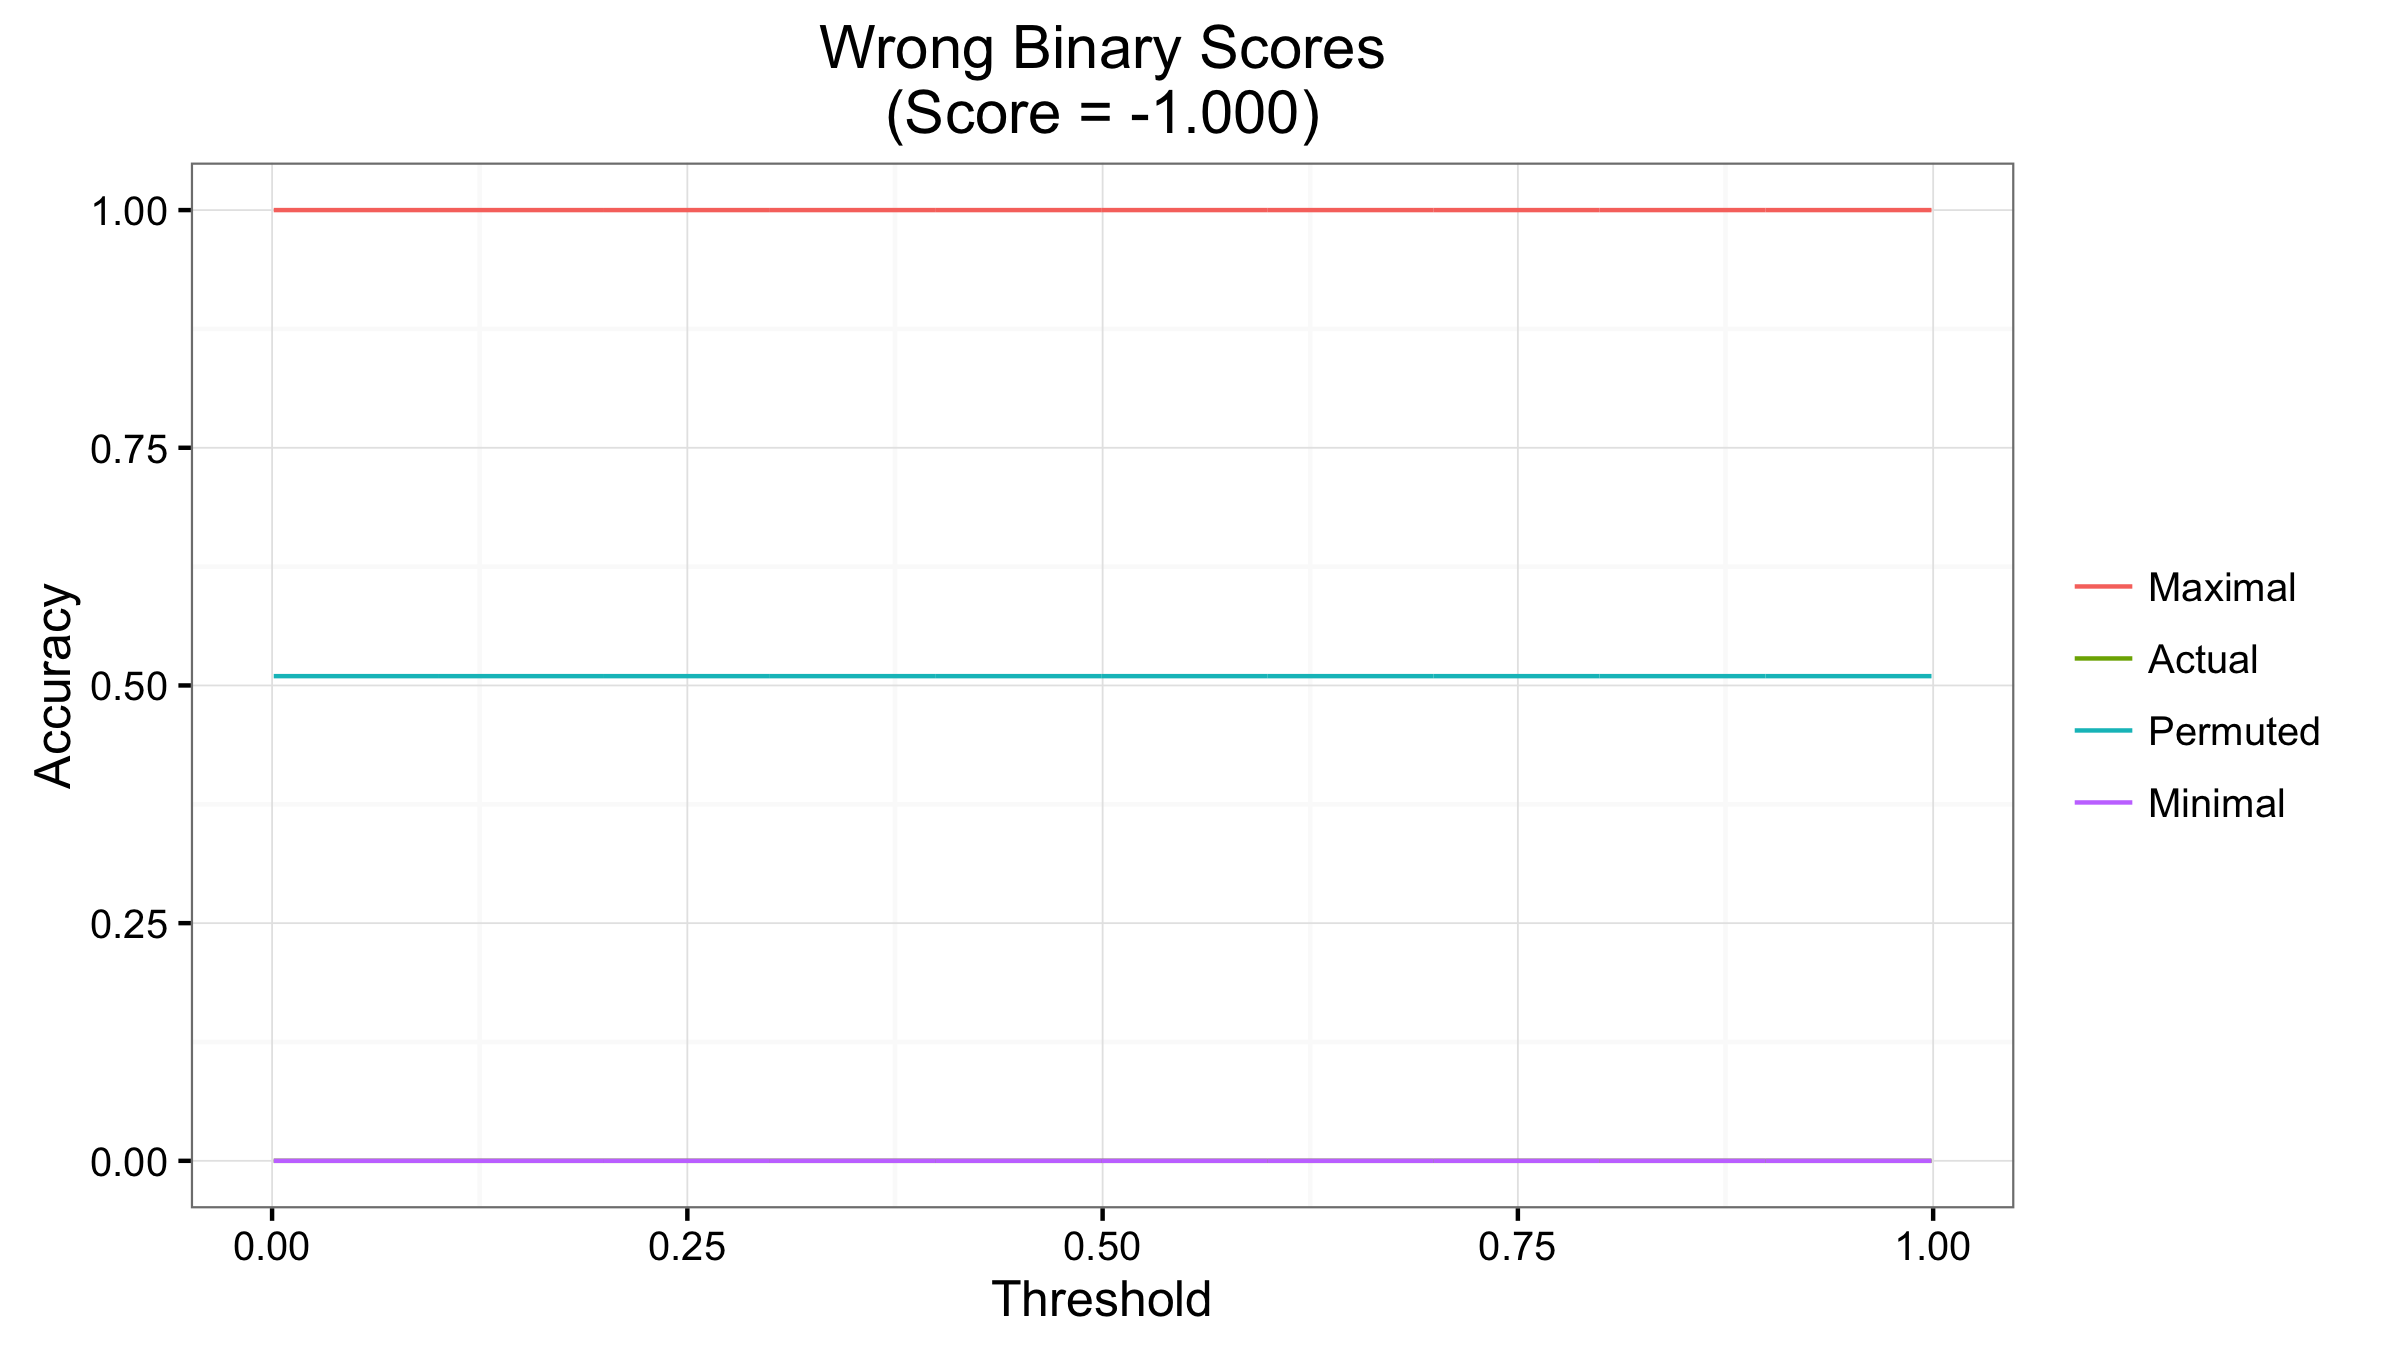 Wrong Binary Scores
(Score = -1.000)
1.00
0.75
0.50
0.25
0.00
Accuracy
0.00 0.25 0.50 0.75 1.00
Threshold
Maximal
Actual
Permuted
Minimal